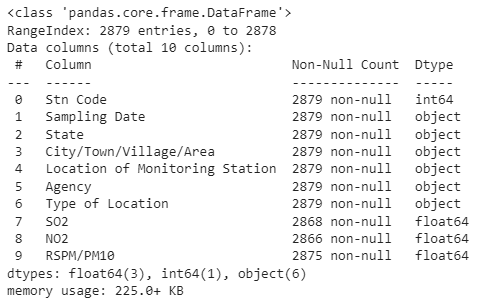 <class 'pandas.core.frame.DataFrame'>
RangeIndex: 2879 entries, 0 to 2878
Data columns (total 10 columns):
 #   Column                          Non-Null Count  Dtype
---  ------                          --------------  -----
 0   Stn Code                        2879 non-null   int64
 1   Sampling Date                   2879 non-null   object
 2   State                           2879 non-null   object
 3   City/Town/Village/Area          2879 non-null   object
 4   Location of Monitoring Station  2879 non-null   object
 5   Agency                          2879 non-null   object
 6   Type of Location                2879 non-null   object
 7   SO2                             2868 non-null   float64
 8   NO2                             2866 non-null   float64
 9   RSPM/PM10                       2875 non-null   float64
dtypes: float64(3), int64(1), object(6)
memory usage: 225.0+ KB